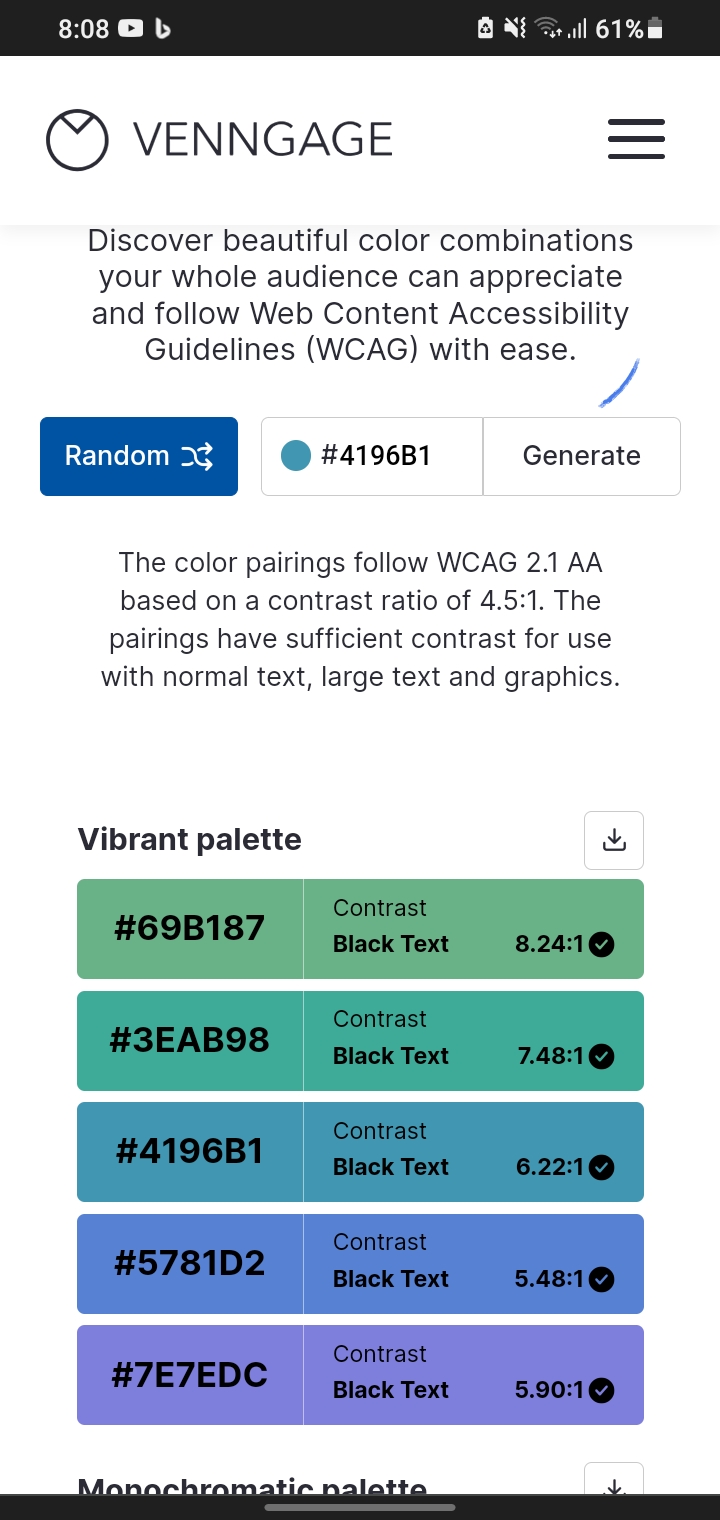 8:08
61%
VENNGAGE
Discover beautiful color combinations
your whole audience can appreciate
and follow Web Content Accessibility
Guidelines (WCAG) with ease.
Random
#4196B1
Generate
The color pairings follow WCAG 2.1 AA
based on a contrast ratio of 4.5:1. The
pairings have sufficient contrast for use
with normal text, large text and graphics.
Vibrant palette
#69B187
Contrast
Black Text 8.24:1
#3EAB98
Contrast
Black Text 7.48:1
#4196B1
Contrast
Black Text 6.22:1
#5781D2
Contrast
Black Text 5.48:1
#7E7EDC
Contrast
Black Text 5.90:1
Monochromatic palette